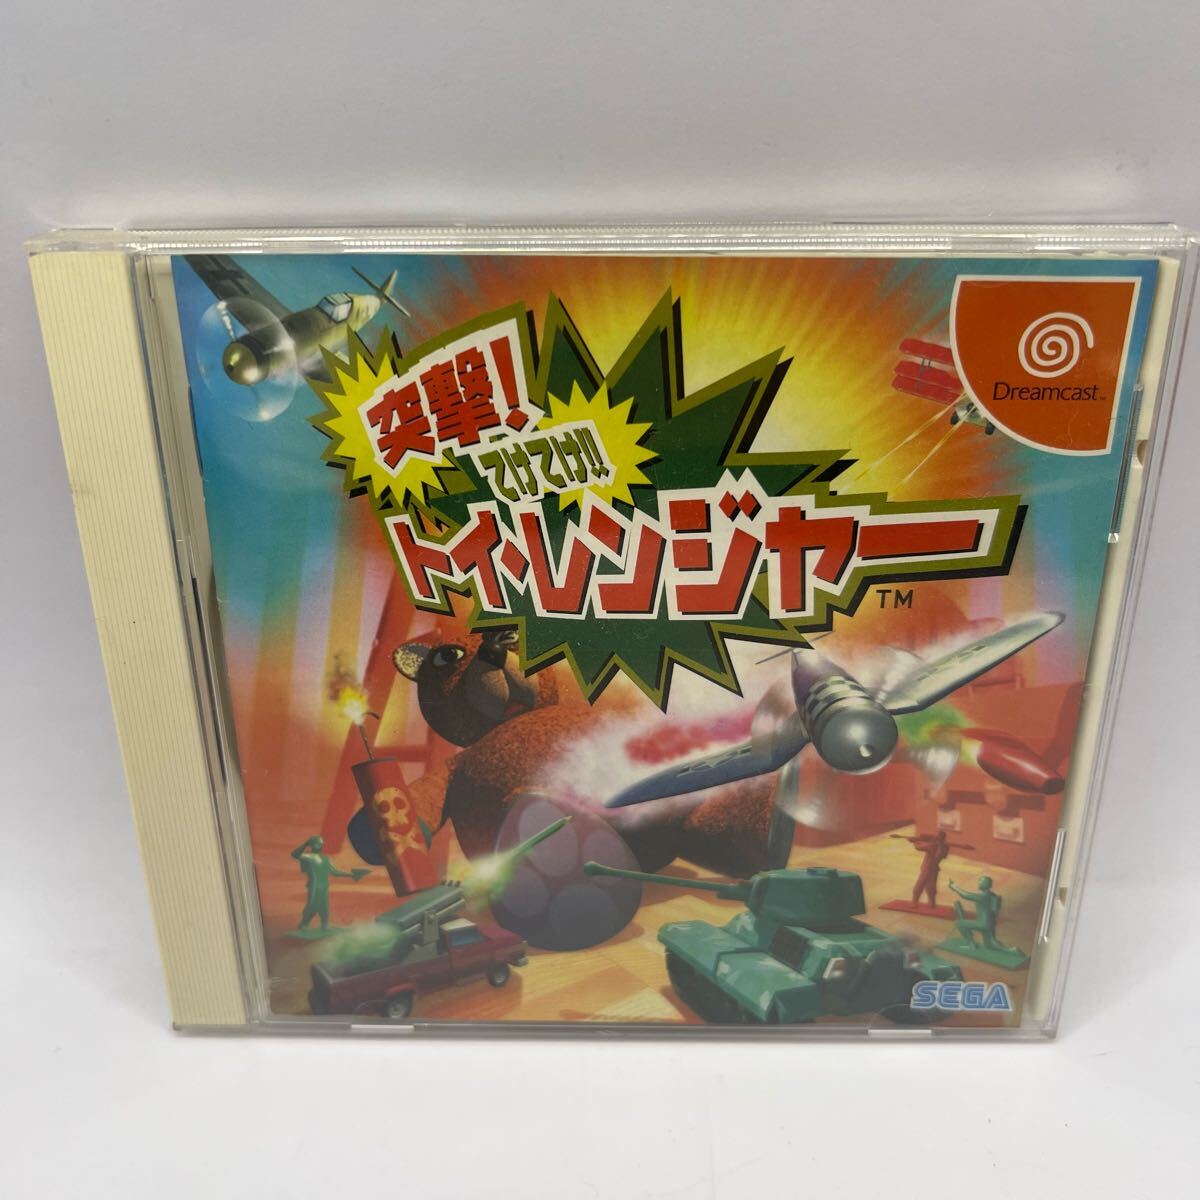 突撃!
てけてけ!!
トイ・レンジャー
TM
Dreamcast
SEGA